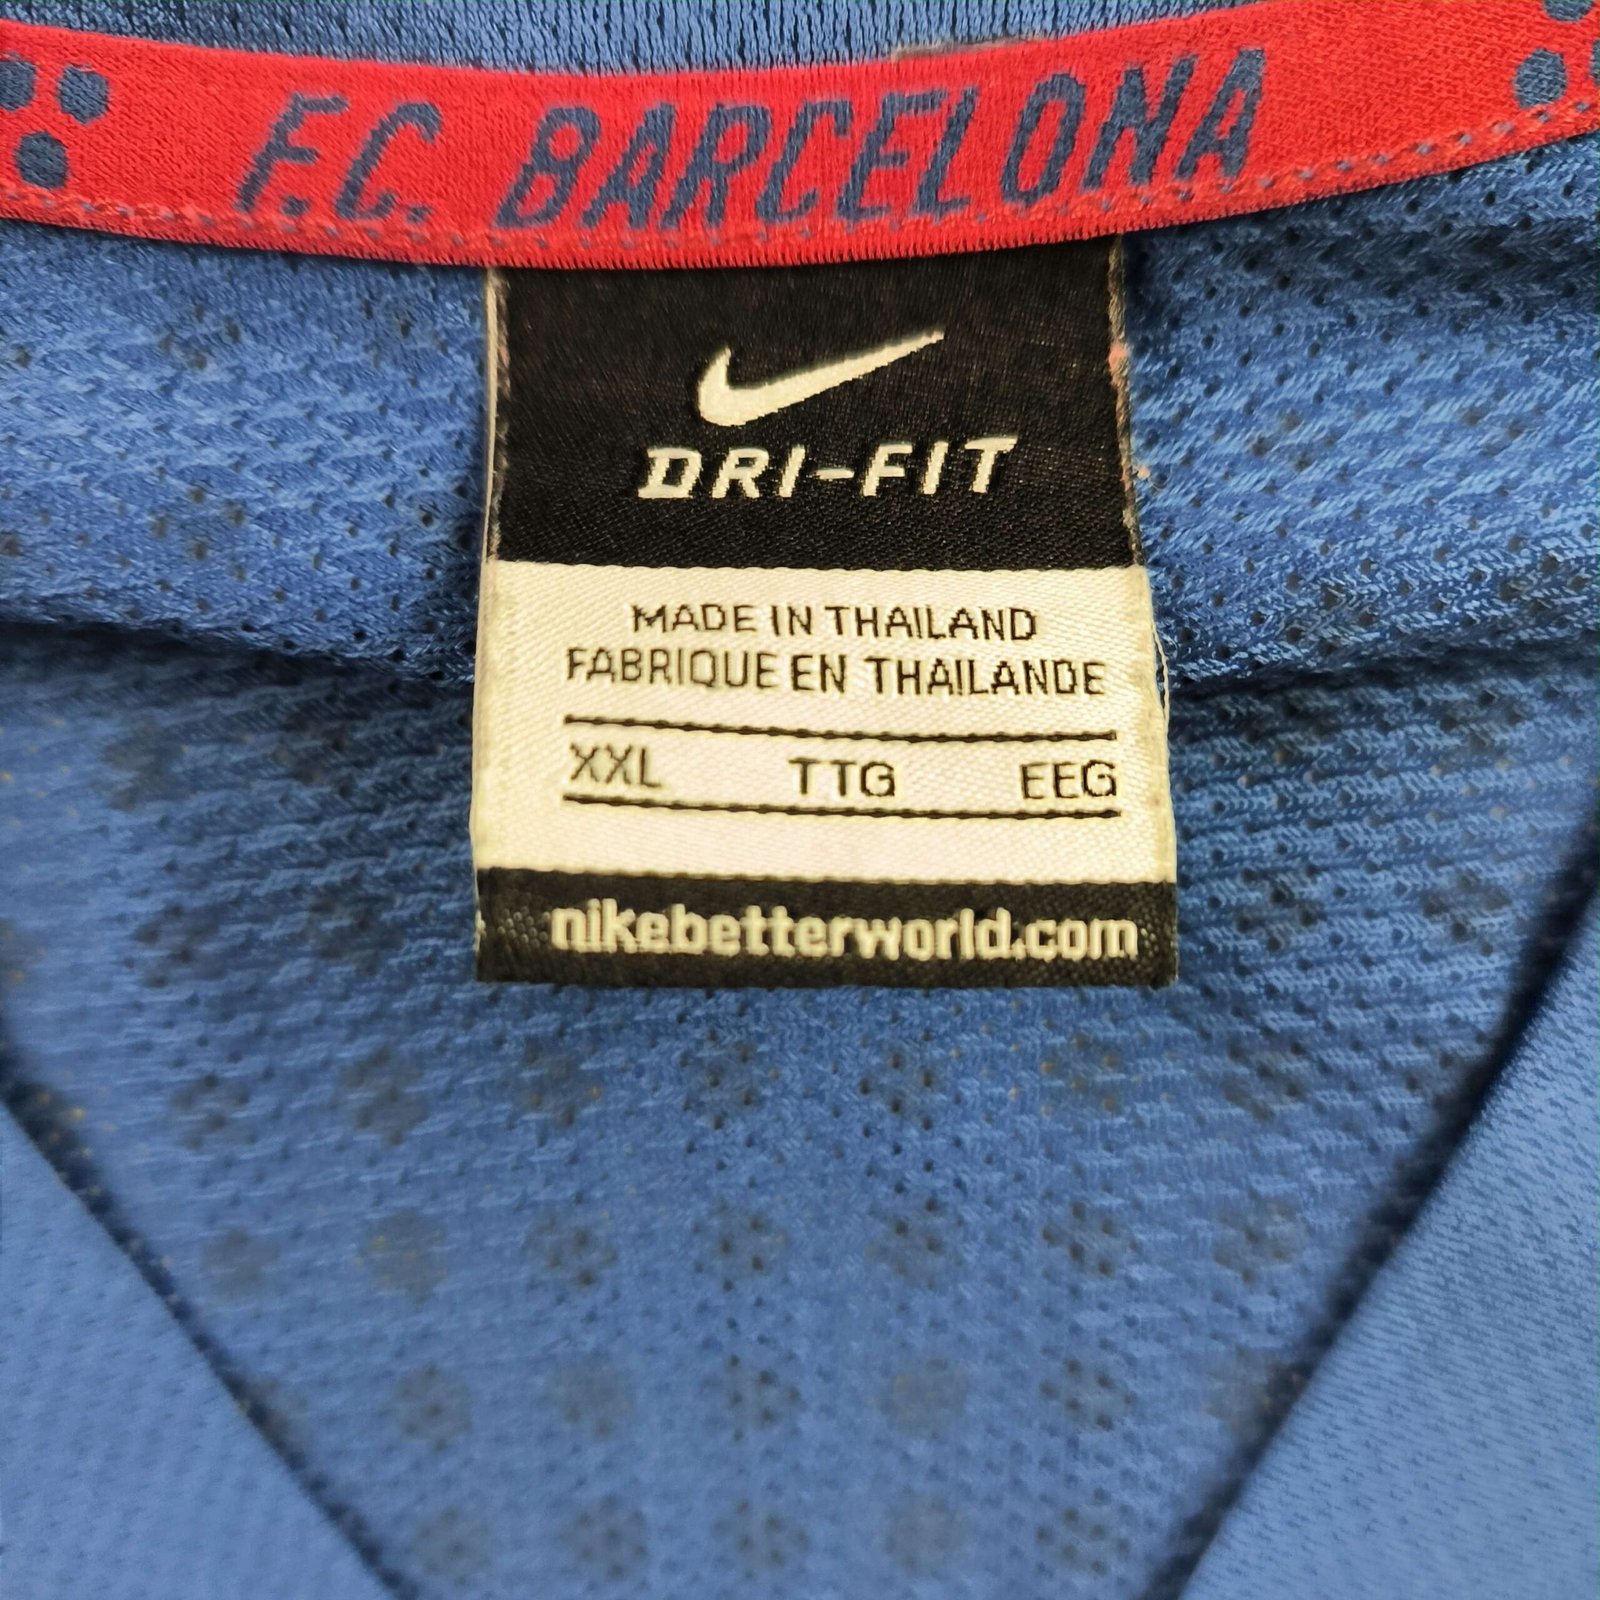 F.C. BARCELONA
DRI-FIT
MADE IN THAILAND
FABRIQUE EN THAILANDE
XXL TTG EEG
nikebetterworld.com